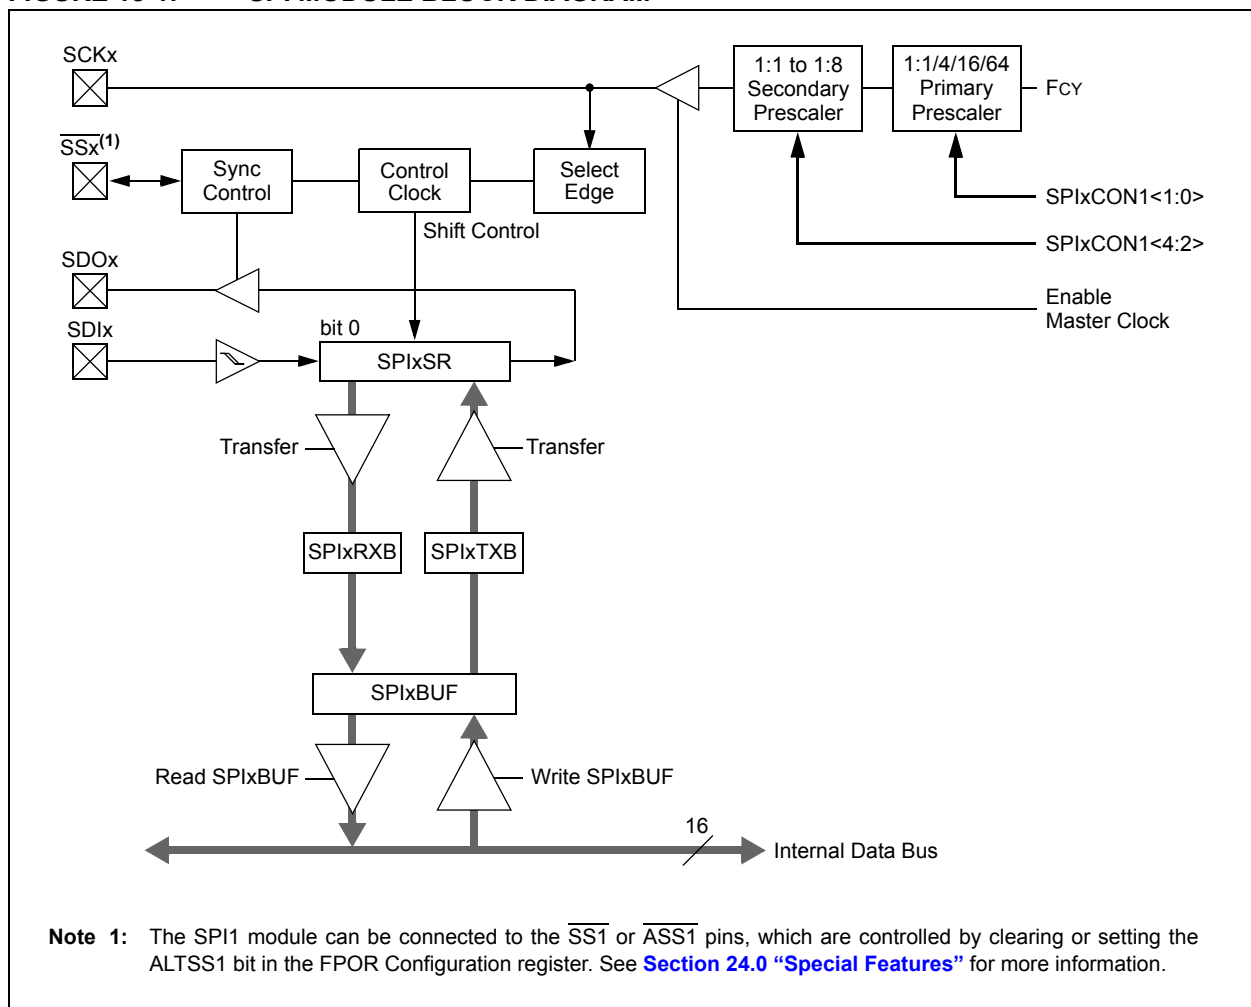 SCKx
SSx(1)
SDOx
SDIx
1:1 to 1:8
Secondary
Prescaler
1:1/4/16/64
Primary
Prescaler
FCY
Sync
Control
Control
Clock
Select
Edge
Shift Control
SPIxCON1<1:0>
SPIxCON1<4:2>
Enable
Master Clock
bit 0
SPIxSR
Transfer
Transfer
SPIxRXB
SPIxTXB
SPIxBUF
Read SPIxBUF
Write SPIxBUF
16
Internal Data Bus
Note 1: The SPI1 module can be connected to the SS1 or ASS1 pins, which are controlled by clearing or setting the
ALTSS1 bit in the FPOR Configuration register. See Section 24.0 “Special Features” for more information.